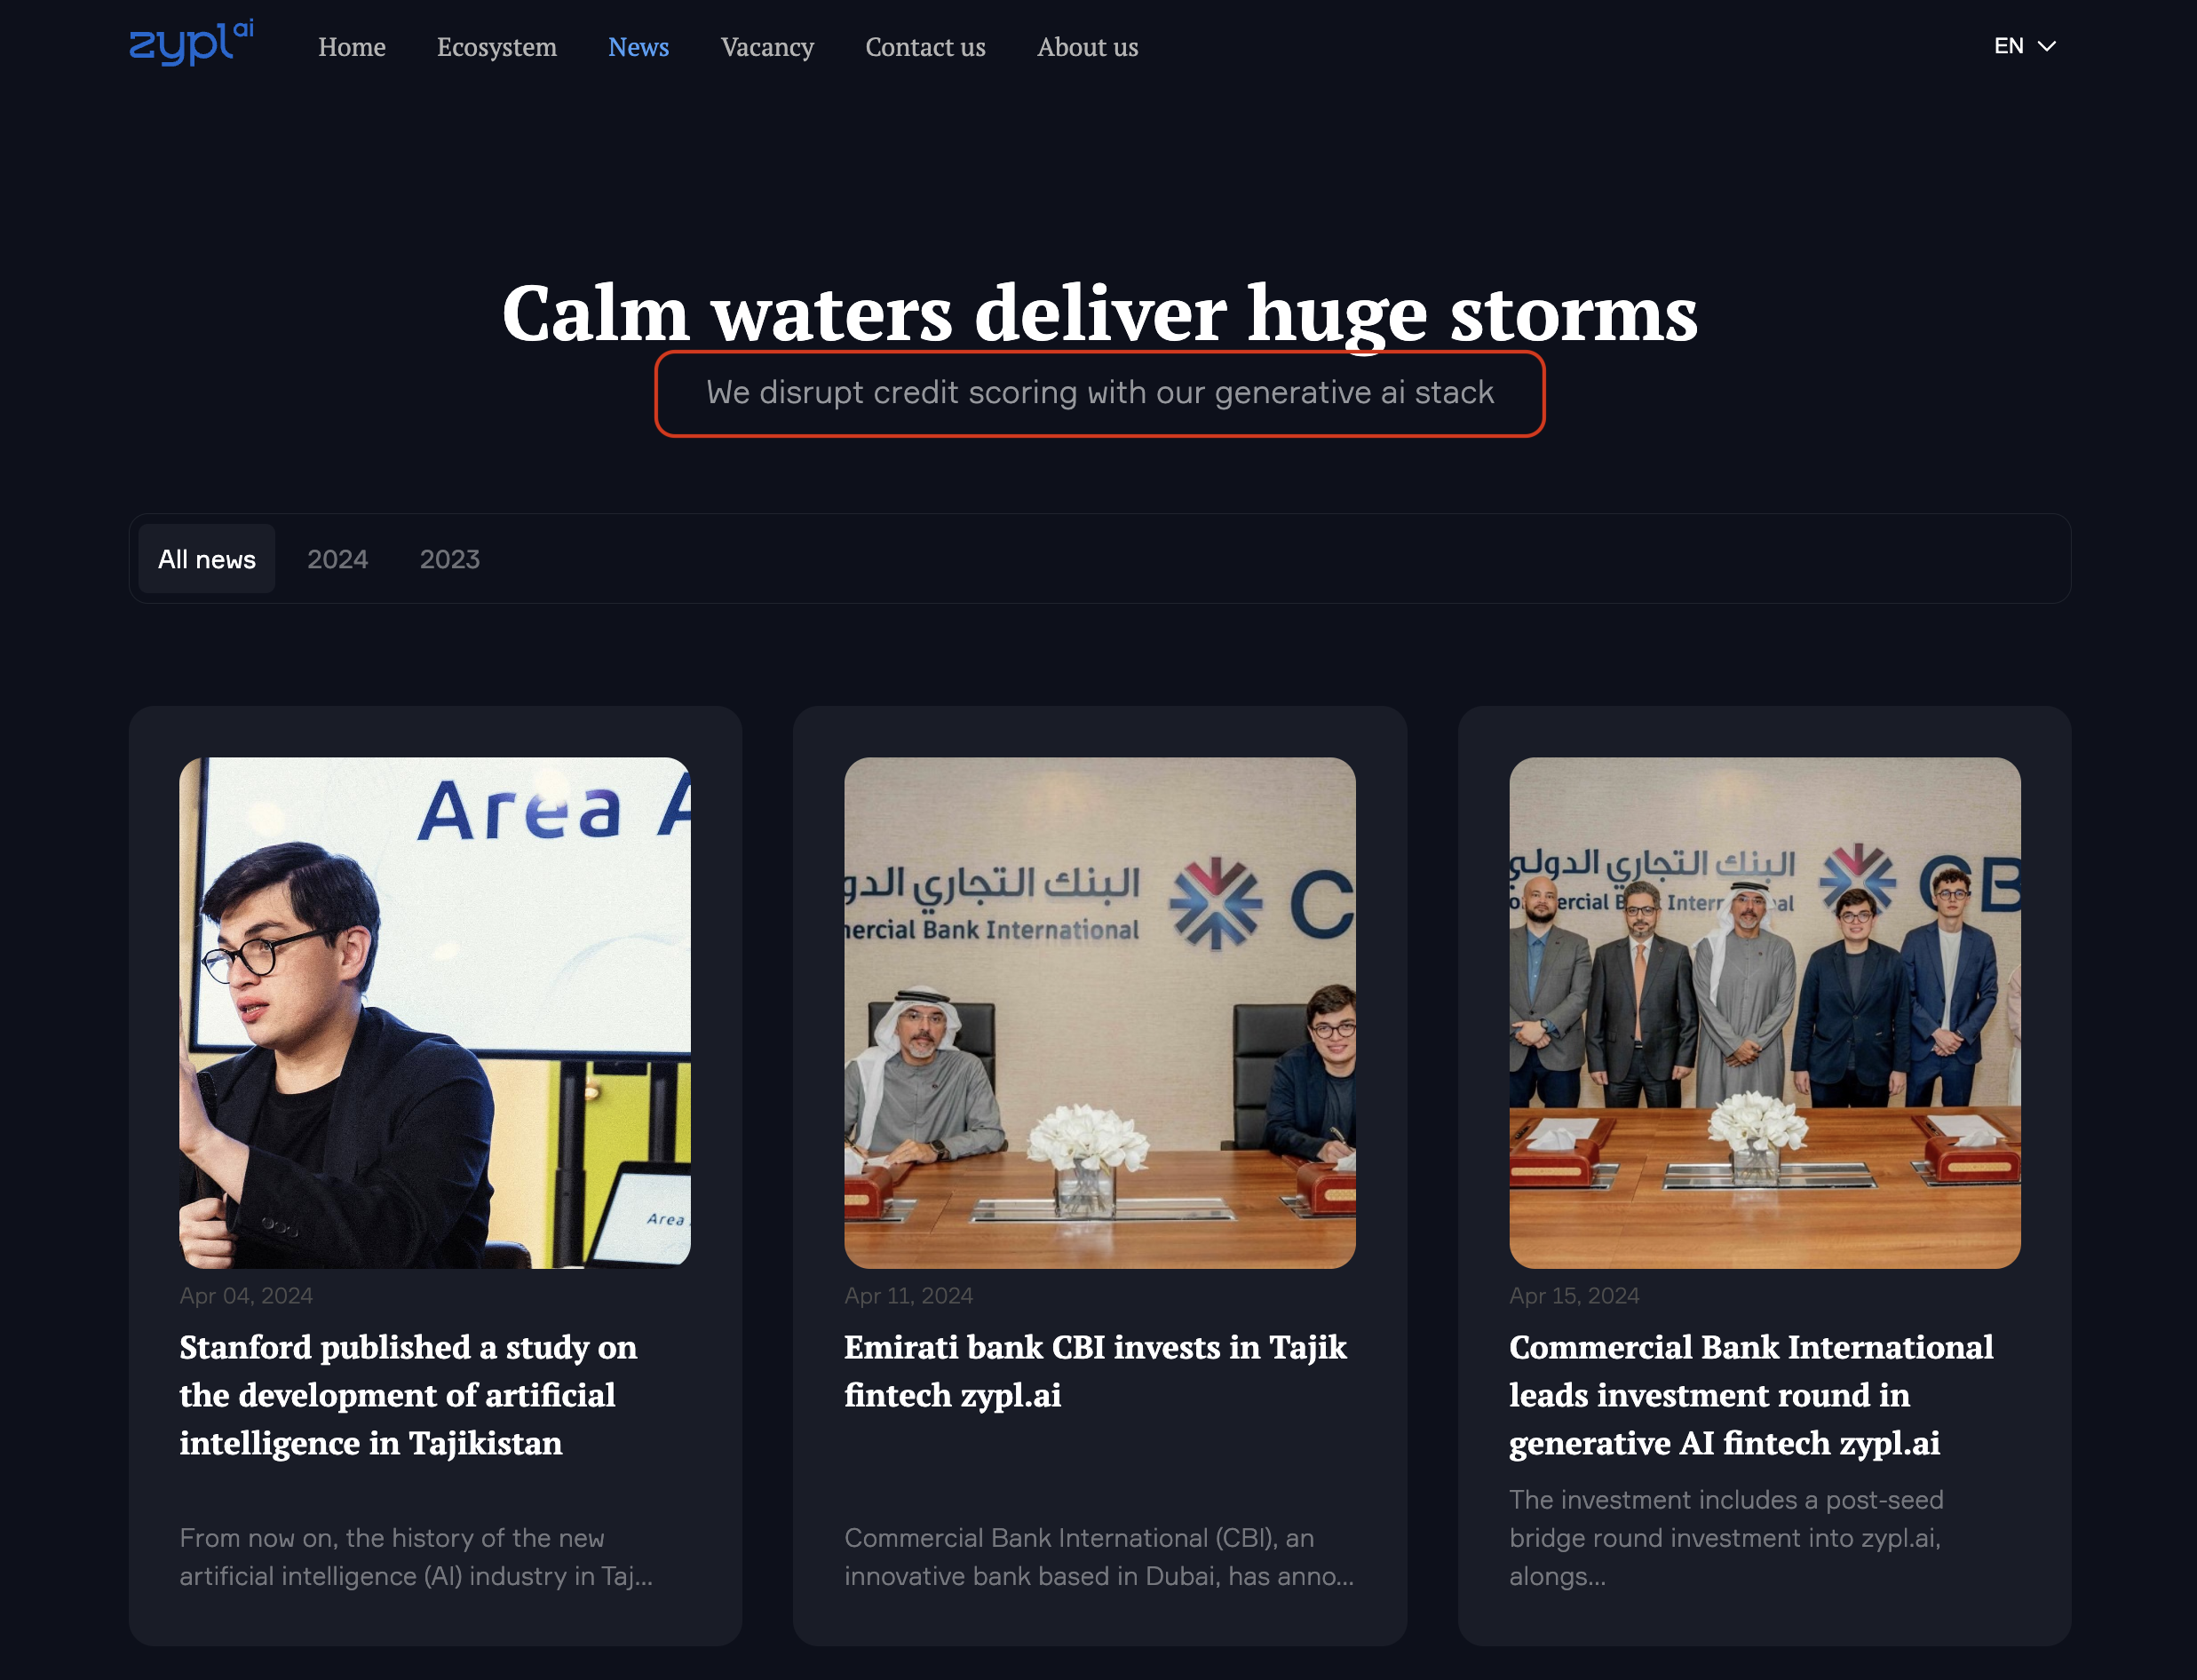 zypl ai
Home Ecosystem News Vacancy Contact us About us EN
Calm waters deliver huge storms
We disrupt credit scoring with our generative ai stack
All news 2024 2023
Area
Area
Apr 04, 2024
Stanford published a study on
the development of artificial
intelligence in Tajikistan
From now on, the history of the new
artificial intelligence (AI) industry in Taj...
البنك التجاري الدو
mercial Bank International
C
Apr 11, 2024
Emirati bank CBI invests in Tajik
fintech zypl.ai
Commercial Bank International (CBI), an
innovative bank based in Dubai, has anno...
البنك التجاري الدولي
CB
ercial B Intern al
Apr 15, 2024
Commercial Bank International
leads investment round in
generative AI fintech zypl.ai
The investment includes a post-seed
bridge round investment into zypl.ai,
alongs...